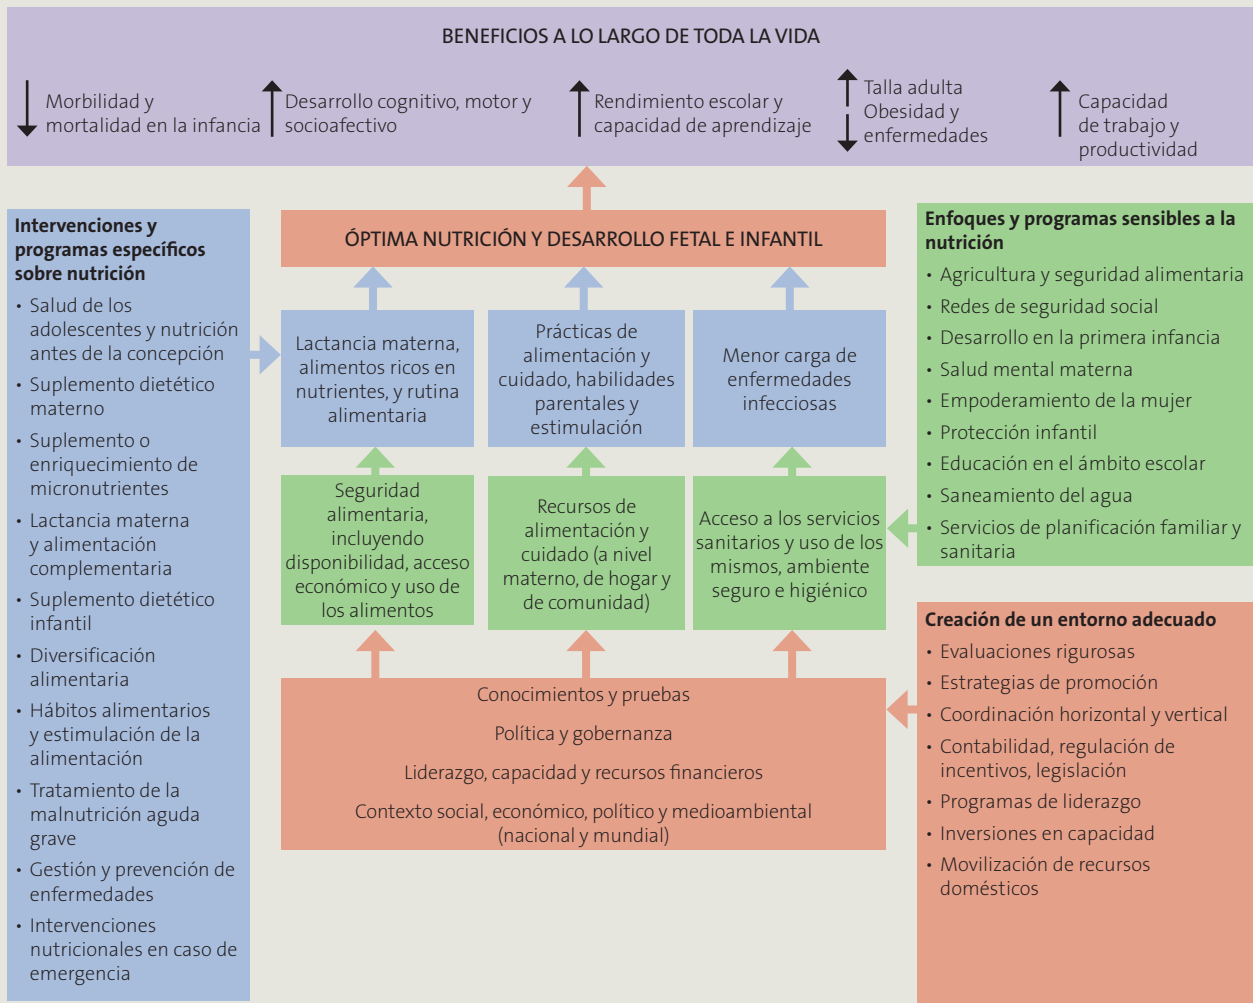 BENEFICIOS A LO LARGO DE TODA LA VIDA
Morbilidad y
mortalidad en la infancia
Desarrollo cognitivo, motor y
socioafectivo
Rendimiento escolar y
capacidad de aprendizaje
Talla adulta
Obesidad y
enfermedades
Capacidad
de trabajo y
productividad
Intervenciones y
programas específicos
sobre nutrición
• Salud de los
adolescentes y nutrición
antes de la concepción
• Suplemento dietético
materno
• Suplemento o
enriquecimiento de
micronutrientes
• Lactancia materna
y alimentación
complementaria
• Suplemento dietético
infantil
• Diversificación
alimentaria
• Hábitos alimentarios
y estimulación de la
alimentación
• Tratamiento de la
malnutrición aguda
grave
• Gestión y prevención de
enfermedades
• Intervenciones
nutricionales en caso de
emergencia
ÓPTIMA NUTRICIÓN Y DESARROLLO FETAL E INFANTIL
Lactancia materna,
alimentos ricos en
nutrientes, y rutina
alimentaria
Prácticas de
alimentación y
cuidado, habilidades
parentales y
estimulación
Menor carga de
enfermedades
infecciosas
Seguridad
alimentaria,
incluyendo
disponibilidad, acceso
económico y uso de
los alimentos
Recursos de
alimentación y
cuidado (a nivel
materno, de hogar y
de comunidad)
Acceso a los servicios
sanitarios y uso de los
mismos, ambiente
seguro e higiénico
Conocimientos y pruebas
Política y gobernanza
Liderazgo, capacidad y recursos financieros
Contexto social, económico, político y medioambiental
(nacional y mundial)
Enfoques y programas sensibles a la
nutrición
• Agricultura y seguridad alimentaria
• Redes de seguridad social
• Desarrollo en la primera infancia
• Salud mental materna
• Empoderamiento de la mujer
• Protección infantil
• Educación en el ámbito escolar
• Saneamiento del agua
• Servicios de planificación familiar y
sanitaria
Creación de un entorno adecuado
• Evaluaciones rigurosas
• Estrategias de promoción
• Coordinación horizontal y vertical
• Contabilidad, regulación de
incentivos, legislación
• Programas de liderazgo
• Inversiones en capacidad
• Movilización de recursos
domésticos